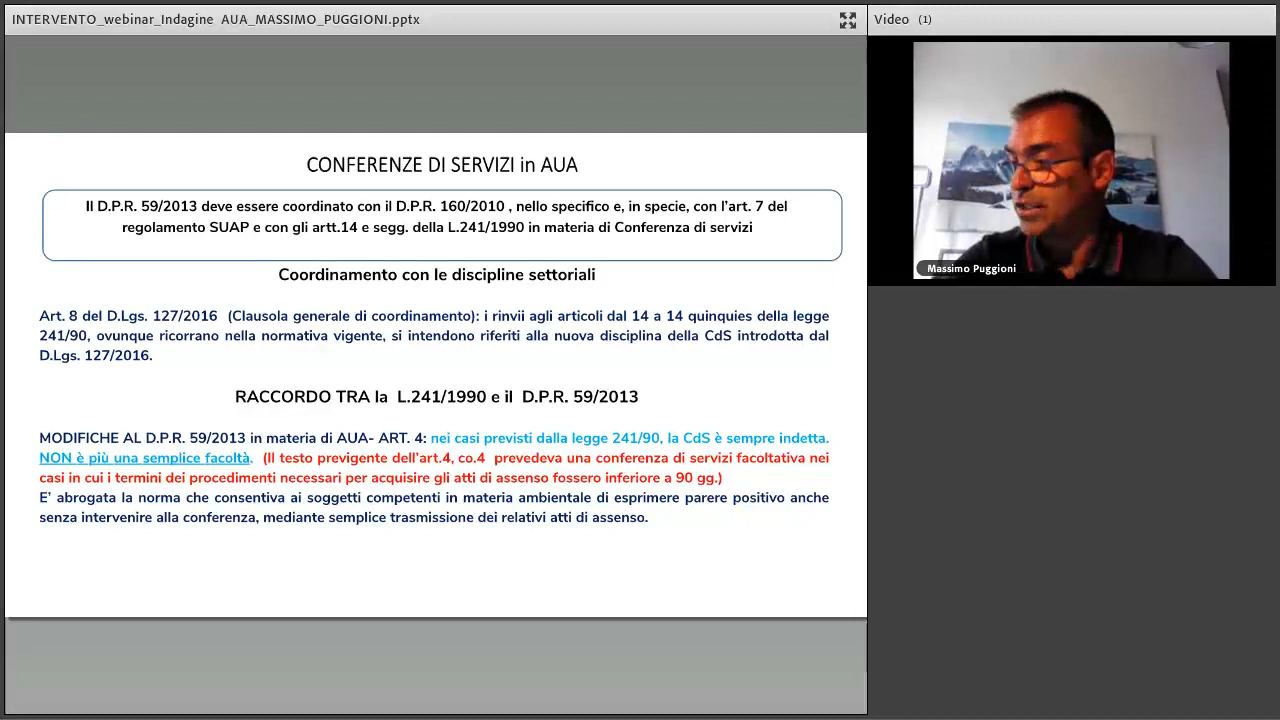 INTERVENTO_webinar_Indagine AUA_MASSIMO_PUGGIONI.pptx
Video (1)
CONFERENZE DI SERVIZI in AUA
Il D.P.R. 59/2013 deve essere coordinato con il D.P.R. 160/2010 , nello specifico e, in specie, con l'art. 7 del
regolamento SUAP e con gli artt.14 e segg. della L.241/1990 in materia di Conferenza di servizi
Coordinamento con le discipline settoriali
Art. 8 del D.Lgs. 127/2016 (Clausola generale di coordinamento): i rinvii agli articoli dal 14 a 14 quinquies della legge
241/90, ovunque ricorrano nella normativa vigente, si intendono riferiti alla nuova disciplina della CdS introdotta dal
D.Lgs. 127/2016.
RACCORDO TRA la L.241/1990 e il D.P.R. 59/2013
MODIFICHE AL D.P.R. 59/2013 in materia di AUA- ART. 4: nei casi previsti dalla legge 241/90, la CdS è sempre indetta.
NON è più una semplice facoltà. (Il testo previgente dell'art.4, co.4 prevedeva una conferenza di servizi facoltativa nei
casi in cui i termini dei procedimenti necessari per acquisire gli atti di assenso fossero inferiore a 90 gg.)
E' abrogata la norma che consentiva ai soggetti competenti in materia ambientale di esprimere parere positivo anche
senza intervenire alla conferenza, mediante semplice trasmissione dei relativi atti di assenso.
Massimo Puggioni